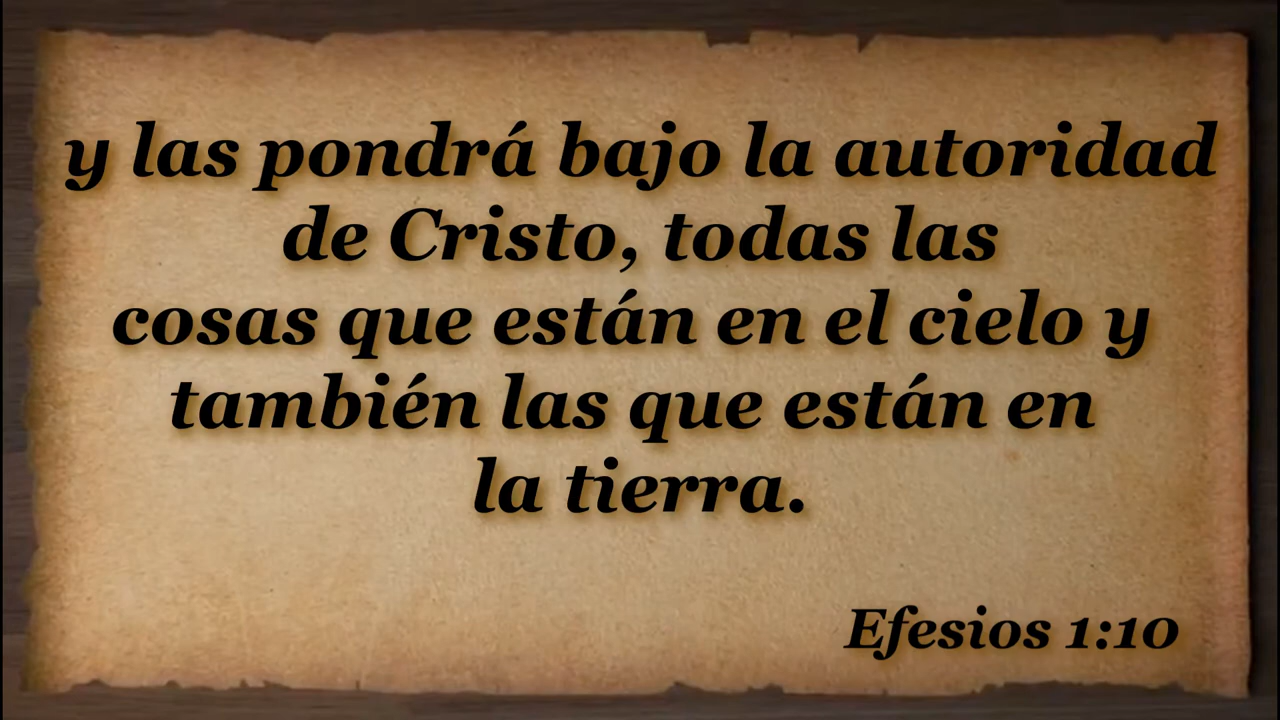 y las pondrá bajo la autoridad
de Cristo, todas las
cosas que están en el cielo y
también las que están en
la tierra.
Efesios 1:10